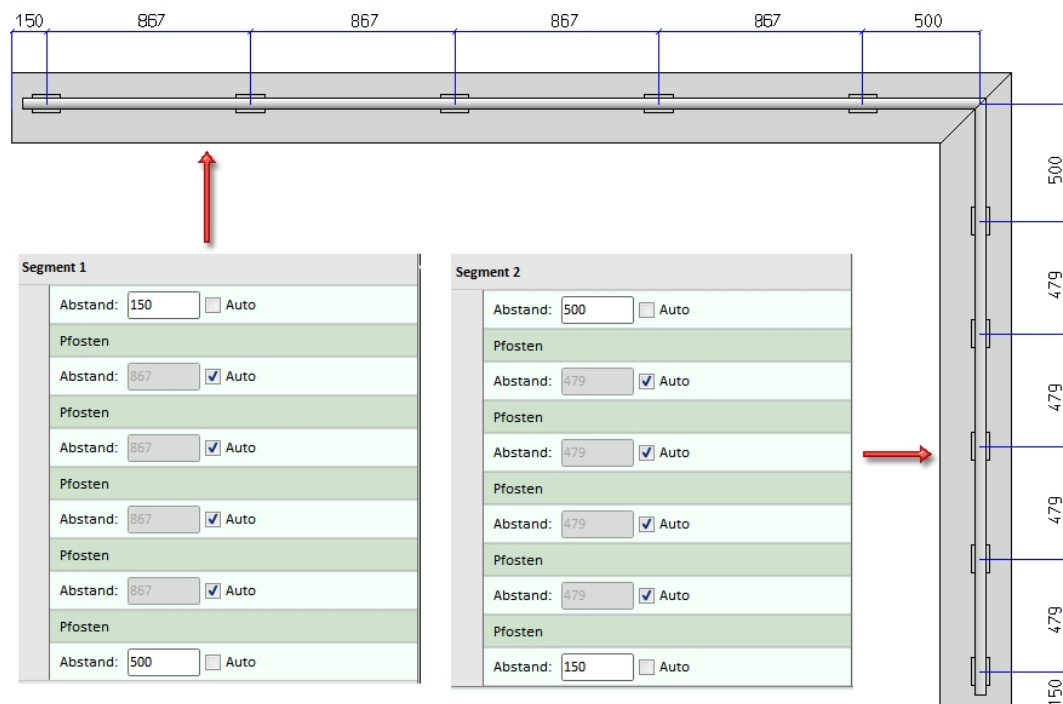 150 867 867 867 867 500
500
479
479
479
479
150
Segment 1
Abstand: 150 Auto
Pfosten
Abstand: 867 Auto
Pfosten
Abstand: 867 Auto
Pfosten
Abstand: 867 Auto
Pfosten
Abstand: 867 Auto
Pfosten
Abstand: 500 Auto
Segment 2
Abstand: 500 Auto
Pfosten
Abstand: 479 Auto
Pfosten
Abstand: 479 Auto
Pfosten
Abstand: 479 Auto
Pfosten
Abstand: 479 Auto
Pfosten
Abstand: 150 Auto